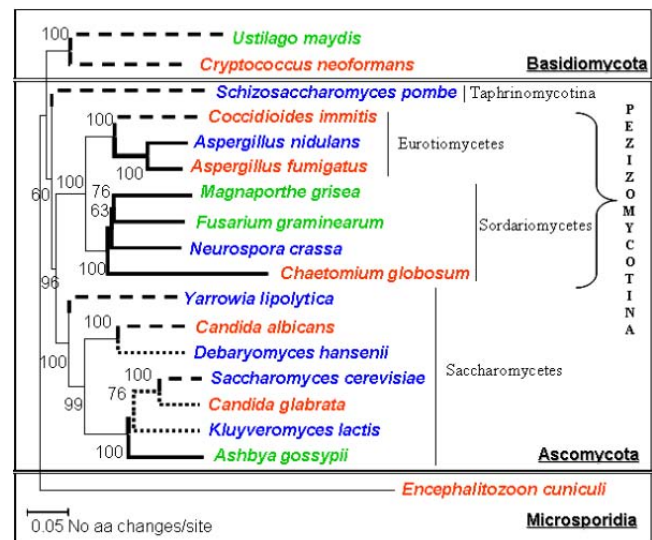 100
Ustilago maydis
Cryptococcus neoformans
Basidiomycota
Schizosaccharomyces pombe
Taphrinomycotina
Coccidioides immitis
100
Aspergillus nidulans
Eurotiomycetes
100
Aspergillus fumigatus
100
60
76
Magnaporthe grisea
63
Fusarium graminearum
Sordariomycetes
Neurospora crassa
100
Chaetomium globosum
PEZIZOMYCOTINA
96
Yarrowia lipolytica
100
Candida albicans
100
Debaryomyces hansenii
Saccharomycetes
100
Saccharomyces cerevisiae
76
Candida glabrata
99
Kluyveromyces lactis
100
Ashbya gossypii
Ascomycota
Encephalitozoon cuniculi
0.05 No aa changes/site
Microsporidia